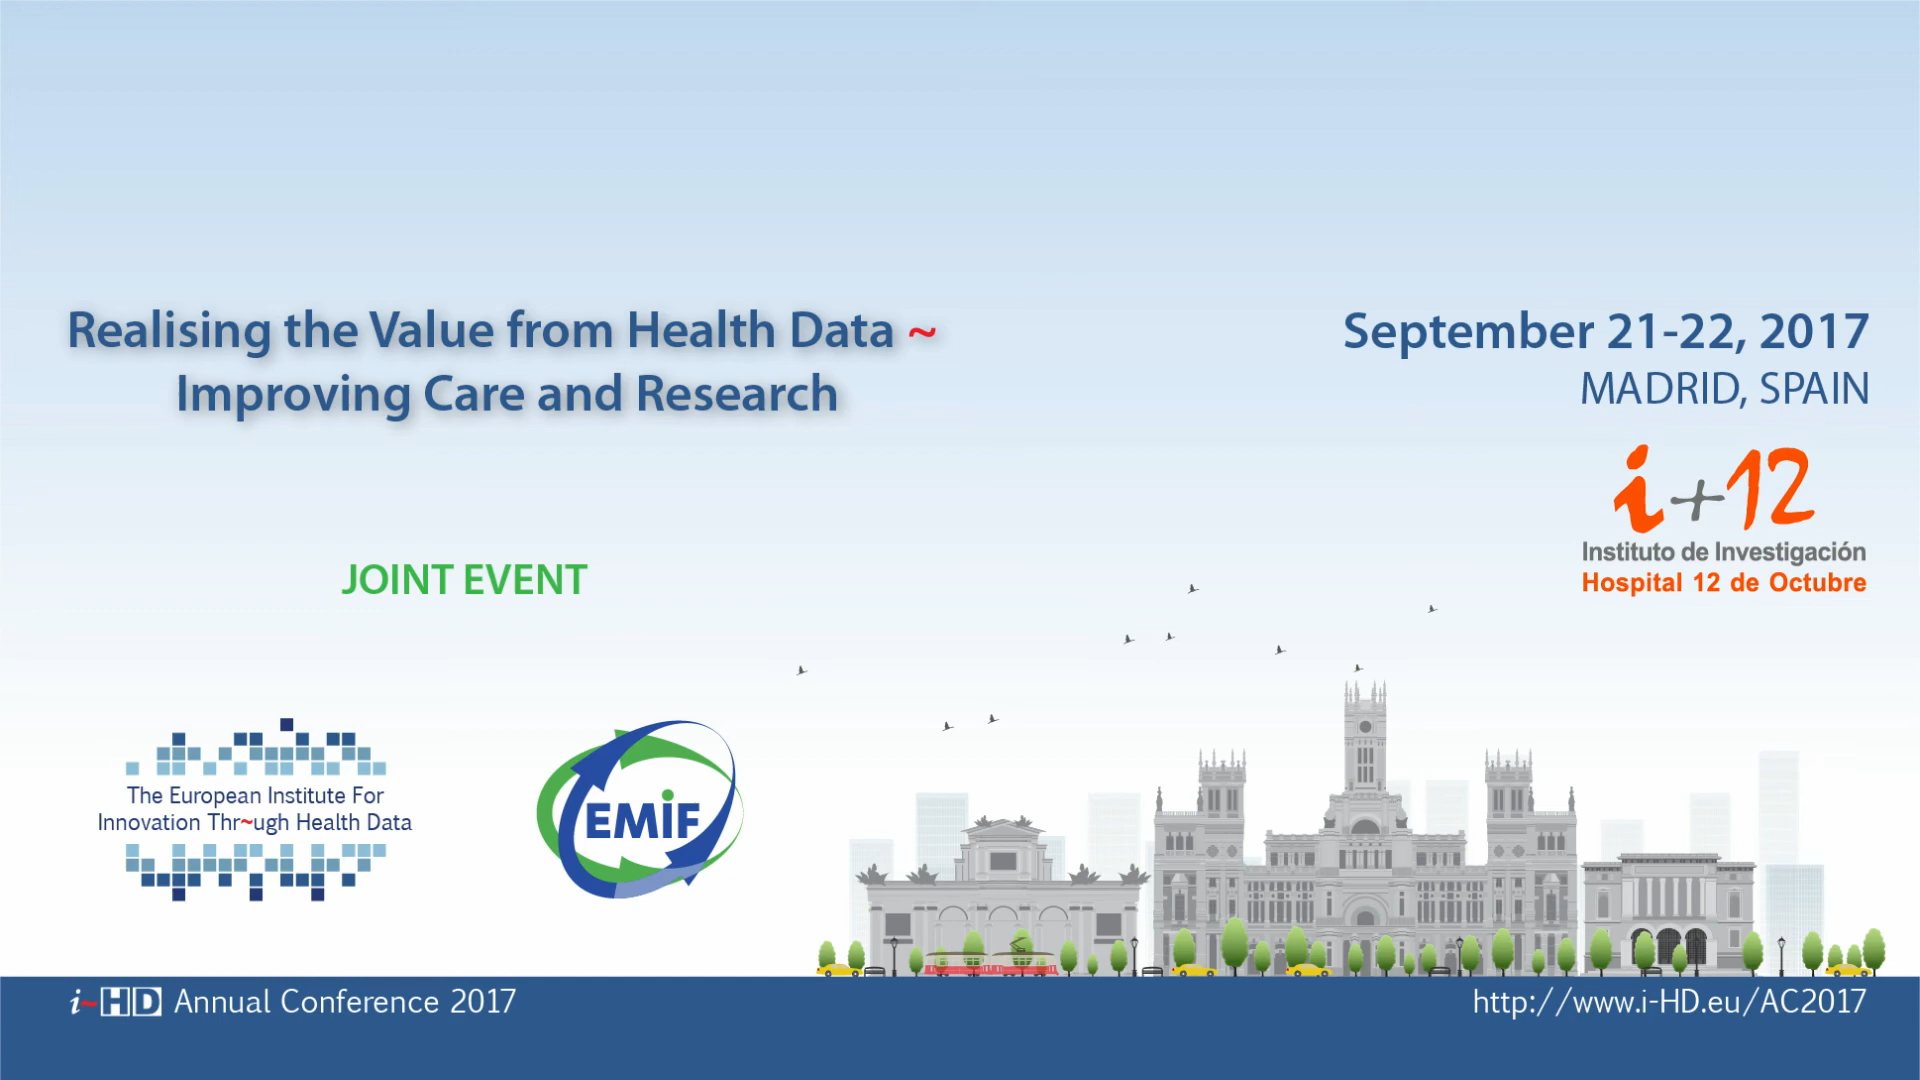 Realising the Value from Health Data ~
Improving Care and Research
September 21-22, 2017
MADRID, SPAIN
i+12
Instituto de Investigación
Hospital 12 de Octubre
JOINT EVENT
The European Institute For
Innovation Thr~ugh Health Data
EMiF
i~HD Annual Conference 2017
http://www.i-HD.eu/AC2017